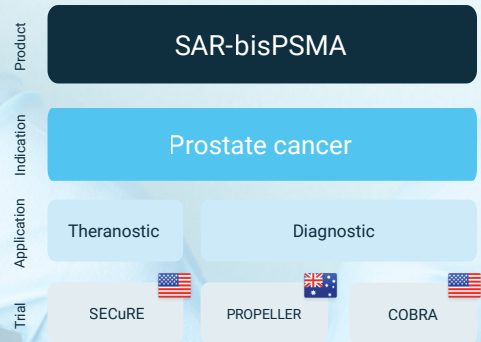 Product
SAR-bisPSMA
Indication
Prostate cancer
Application
Theranostic
Diagnostic
Trial
SECuRE
PROPELLER
COBRA